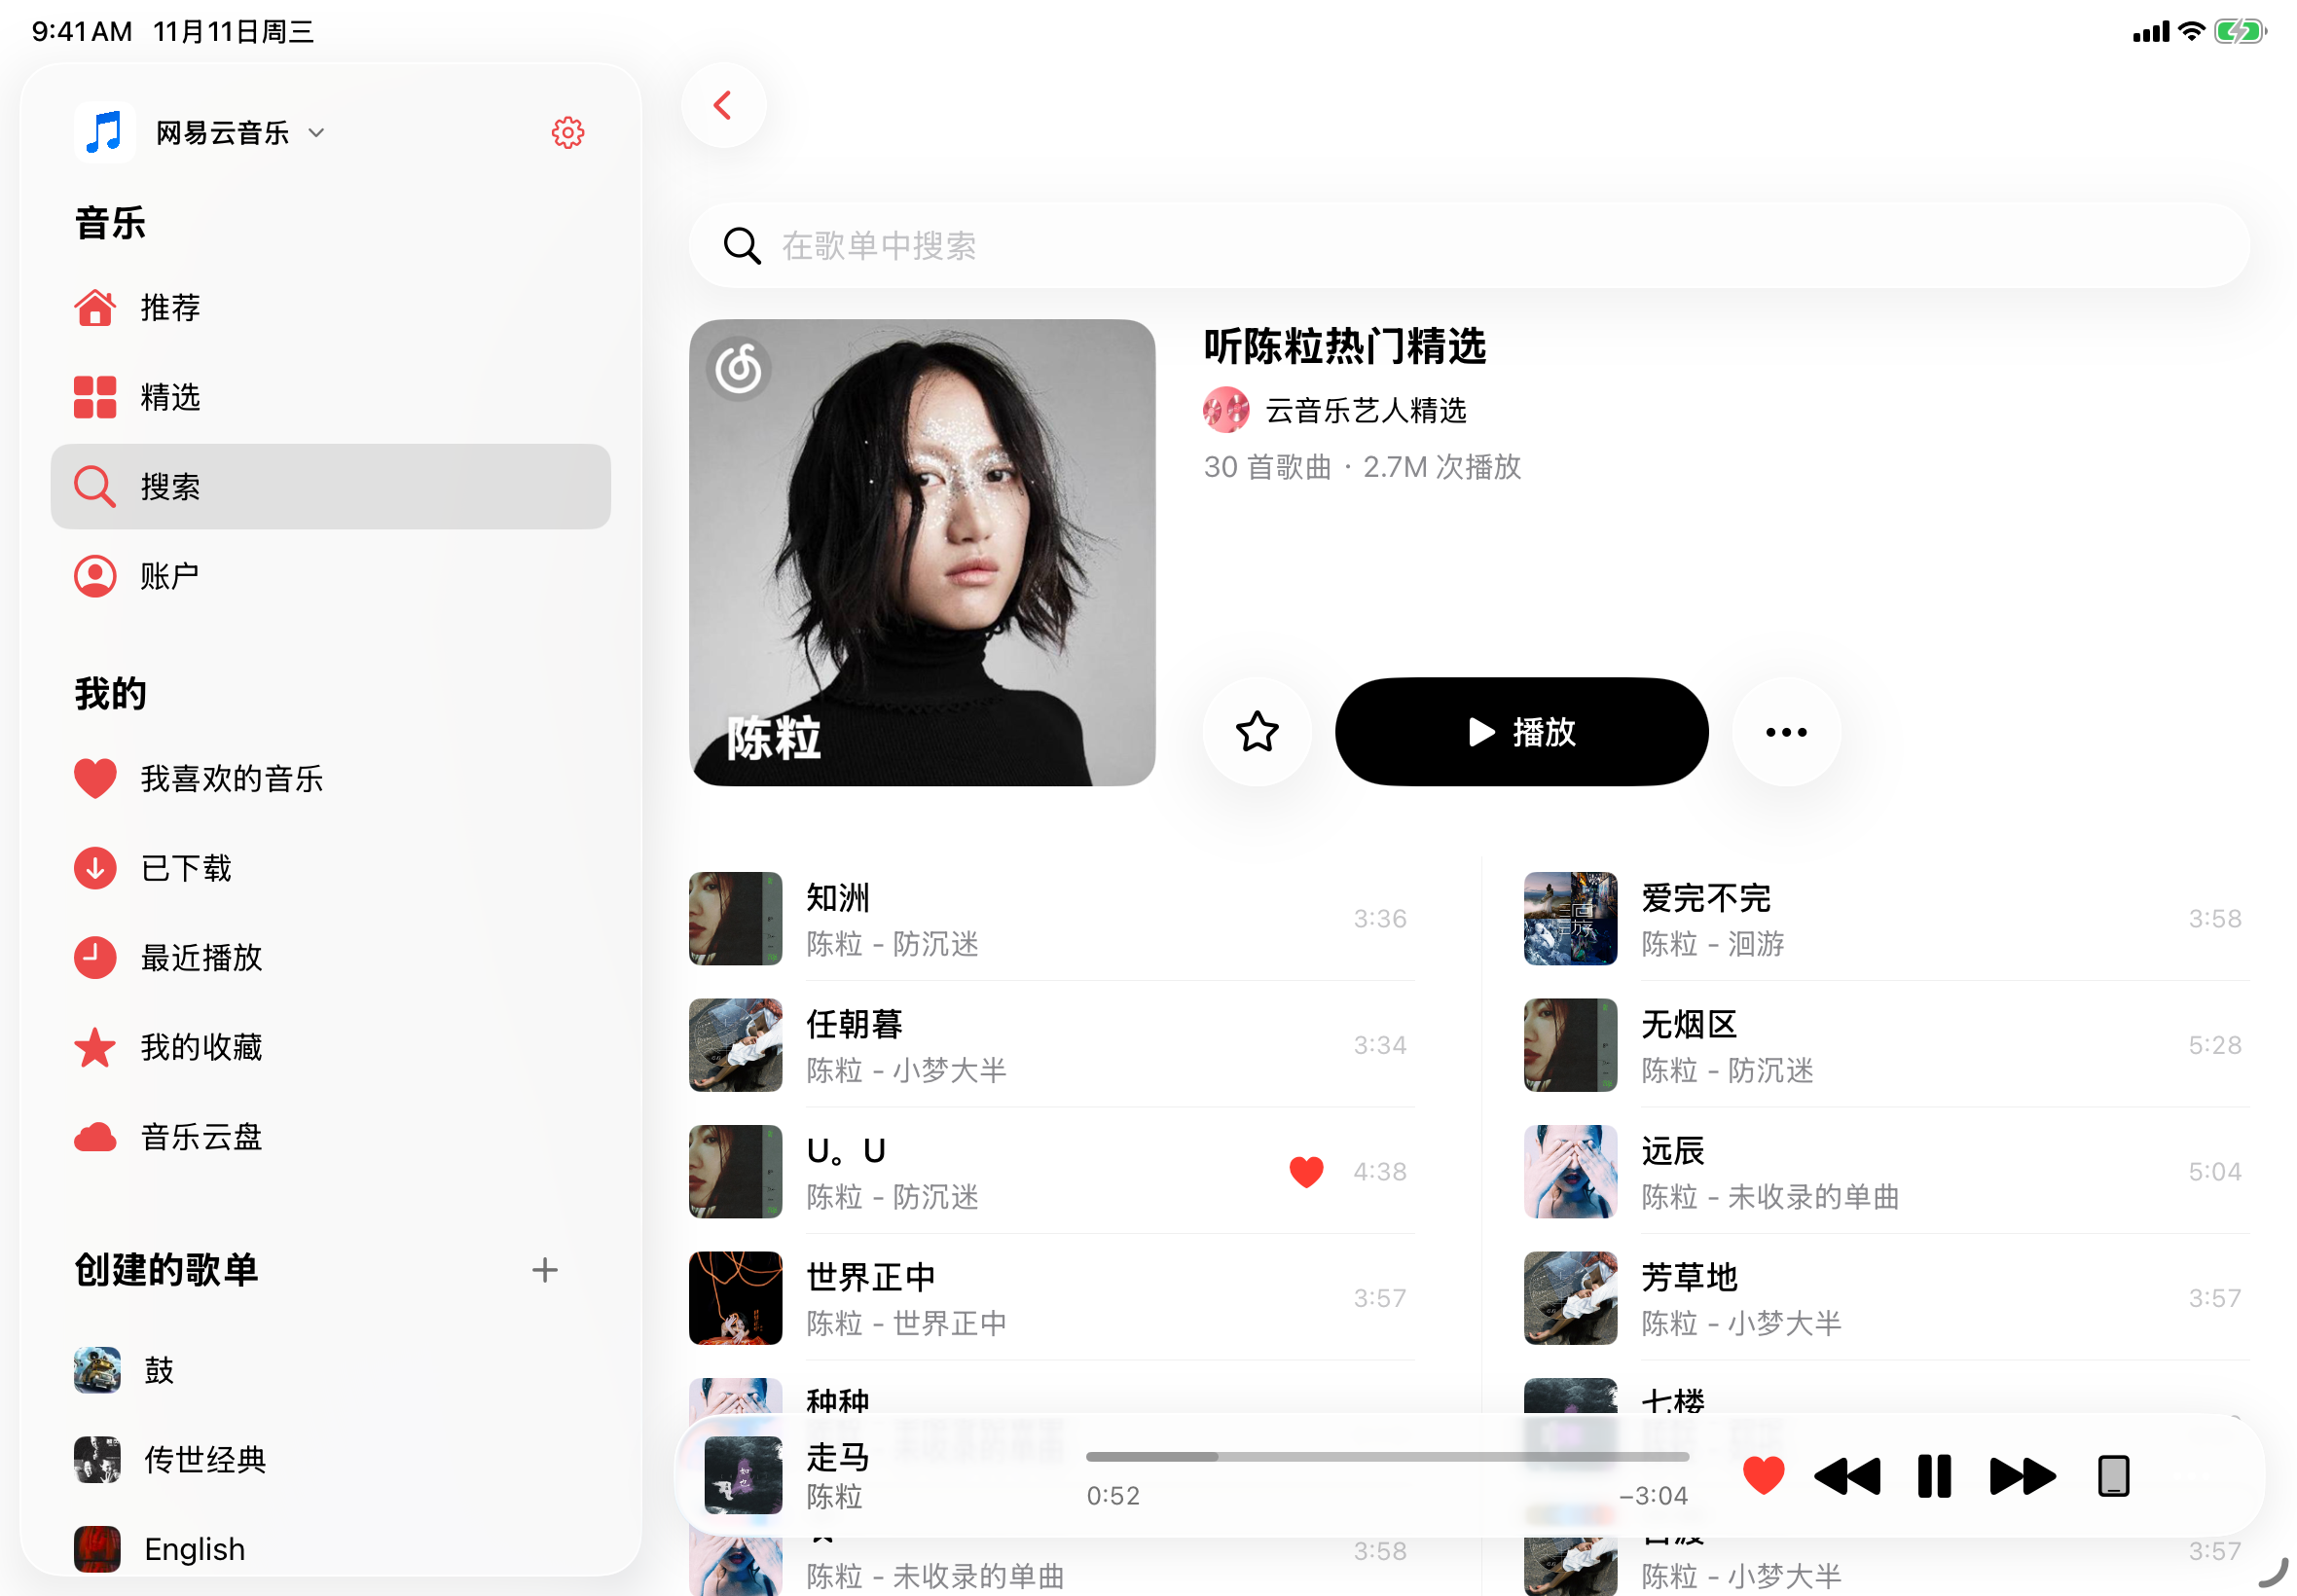 9:41 AM 11月11日周三
网易云音乐
音乐
推荐
精选
搜索
账户
我的
我喜欢的音乐
已下载
最近播放
我的收藏
音乐云盘
创建的歌单
鼓
传世经典
English
在歌单中搜索
陈粒
听陈粒热门精选
云音乐艺人精选
30 首歌曲 · 2.7M 次播放
播放
知洲
陈粒 - 防沉迷
3:36
任朝暮
陈粒 - 小梦大半
3:34
U。U
陈粒 - 防沉迷
4:38
世界正中
陈粒 - 世界正中
3:57
种种
陈粒 - 未收录的单曲
3:58
爱完不完
陈粒 - 洄游
3:58
无烟区
陈粒 - 防沉迷
5:28
远辰
陈粒 - 未收录的单曲
5:04
芳草地
陈粒 - 小梦大半
3:57
七楼
陈粒 - 小梦大半
3:57
走马
陈粒
0:52
-3:04